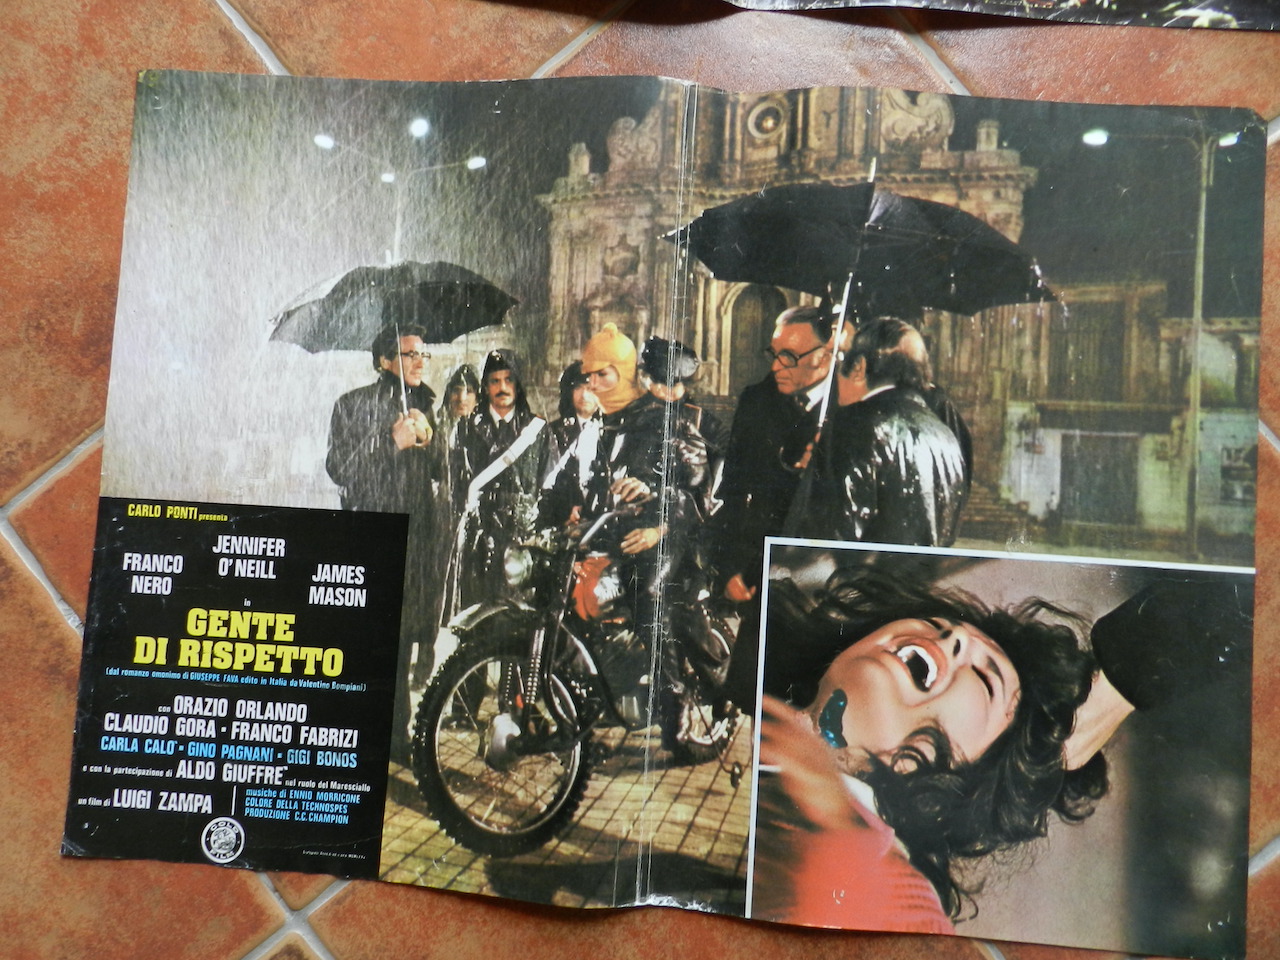 CARLO PONTI presenta
JENNIFER O'NEILL
FRANCO NERO
JAMES MASON
in
GENTE
DI RISPETTO
(dal romanzo omonimo di GIUSEPPE FAVA edito in Italia da Valentino Bompiani)
con ORAZIO ORLANDO
CLAUDIO GORA - FRANCO FABRIZI
CARLA CALO' - GINO PAGNANI - GIGI BONOS
e con la partecipazione di ALDO GIUFFRE' nel ruolo del Maresciallo
un film di LUIGI ZAMPA
musiche di ENNIO MORRICONE
COLORE DELLA TECHNOSPES
PRODUZIONE C.C. CHAMPION
GOLD FILM